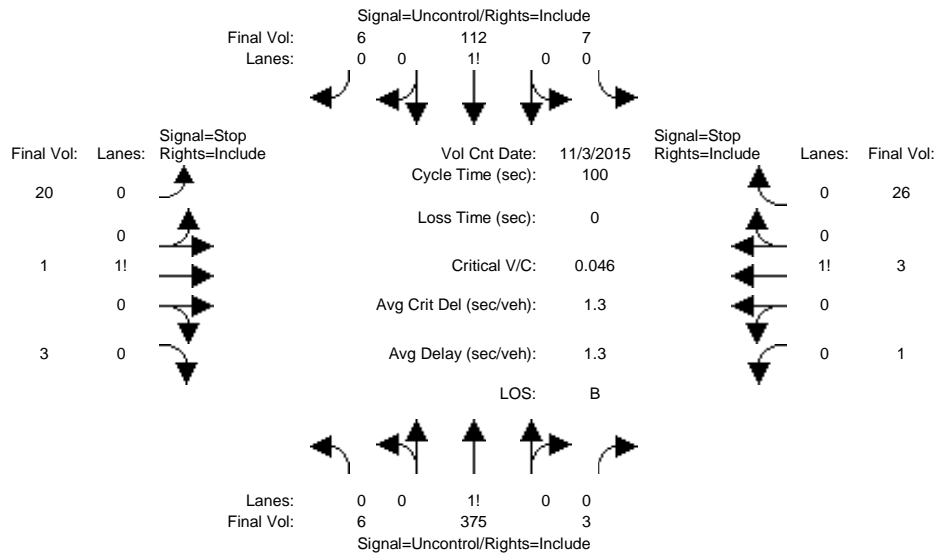 Signal=Uncontrol/Rights=Include
Final Vol: 6 112 7
Lanes: 0 0 1! 0 0
Signal=Stop Signal=Stop
Final Vol: Lanes: Rights=Include Vol Cnt Date: 11/3/2015 Rights=Include Lanes: Final Vol:
Cycle Time (sec): 100
20 0 0 26
Loss Time (sec): 0
0 0
1 1! Critical V/C: 0.046 1! 3
0 Avg Crit Del (sec/veh): 1.3 0
3 0 Avg Delay (sec/veh): 1.3 0 1
LOS: B
Lanes: 0 0 1! 0 0
Final Vol: 6 375 3
Signal=Uncontrol/Rights=Include